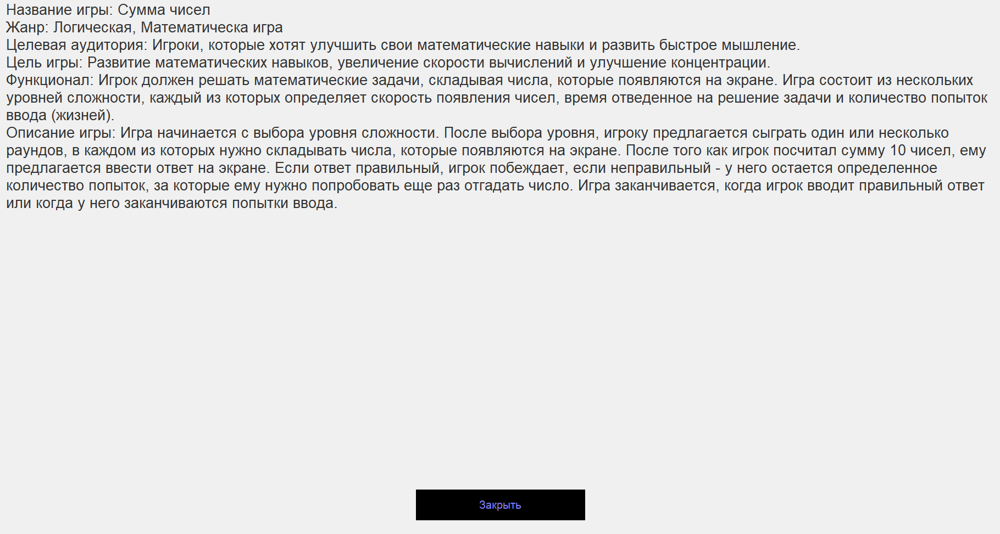 Название игры: Сумма чисел
Жанр: Логическая, Математическа игра
Целевая аудитория: Игроки, которые хотят улучшить свои математические навыки и развить быстрое мышление.
Цель игры: Развитие математических навыков, увеличение скорости вычислений и улучшение концентрации.
Функционал: Игрок должен решать математические задачи, складывая числа, которые появляются на экране. Игра состоит из нескольких
уровней сложности, каждый из которых определяет скорость появления чисел, время отведенное на решение задачи и количество попыток
ввода (жизней).
Описание игры: Игра начинается с выбора уровня сложности. После выбора уровня, игроку предлагается сыграть один или несколько
раундов, в каждом из которых нужно складывать числа, которые появляются на экране. После того как игрок посчитал сумму 10 чисел, ему
предлагается ввести ответ на экране. Если ответ правильный, игрок побеждает, если неправильный - у него остается определенное
количество попыток, за которые ему нужно попробовать еще раз отгадать число. Игра заканчивается, когда игрок вводит правильный ответ
или когда у него заканчиваются попытки ввода.
Закрыть